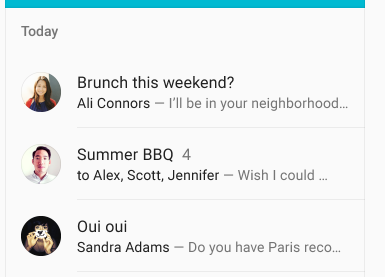 Today
Brunch this weekend?
Ali Connors — I'll be in your neighborhood…
Summer BBQ 4
to Alex, Scott, Jennifer — Wish I could …
Oui oui
Sandra Adams — Do you have Paris reco…